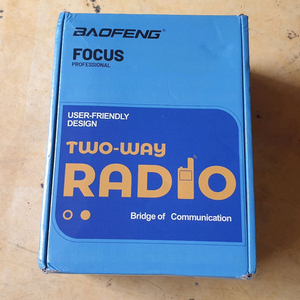 BAOFENG
FOCUS
PROFESSIONAL
USER-FRIENDLY
DESIGN
TWO-WAY
RADIO
Bridge of Communication